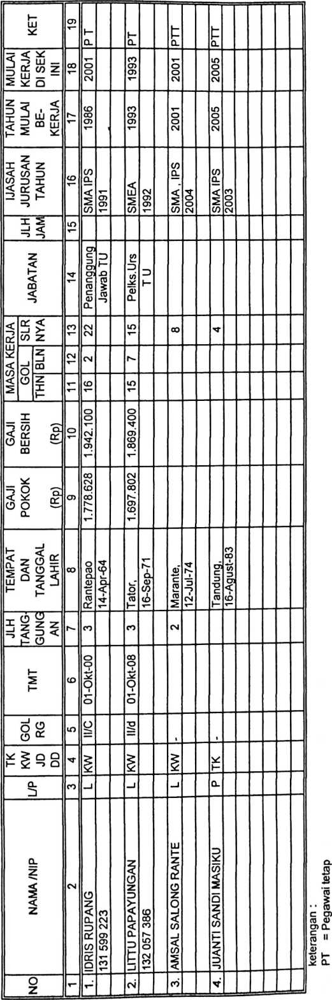 NO | NAMA /NIP | L/P | TK KW JD DD | GOL RG | TMT | JLH TANG- GUNG AN | TEMPAT DAN TANGGAL LAHIR | GAJI POKOK (Rp) | GAJI BERSIH (Rp) | MASA KERJA GOL THN | BLN | SLR NYA | JABATAN | JLH JAM | IJASAH JURUSAN TAHUN | TAHUN MULAI BE- KERJA | MULAI KERJA DI SEK INI | KET
1 | 2 | 3 | 4 | 5 | 6 | 7 | 8 | 9 | 10 | 11 | 12 | 13 | 14 | 15 | 16 | 17 | 18 | 19
1. | IDRIS RUPANG | L | KW | II/C | 01-Okt-00 | 3 | Rantepao | 1.778.628 | 1.942.100 | 16 | 2 | 22 | Penanggung | SMA IPS | 1986 | 2001 | P T
131 599 223 | 14-Apr-64 | Jawab TU | 1991
2. | LITTU PAPAYUNGAN | L | KW | II/d | 01-Okt-08 | 3 | Tator, | 1.697.802 | 1.869.400 | 15 | 7 | 15 | Pelks.Urs | SMEA | 1993 | 1993 | PT
132 057 386 | 16-Sep-71 | T U | 1992
3. | AMSAL SALONG RANTE | L | KW | - | 2 | Marante, | 8 | SMA , IPS | 2001 | 2001 | PTT
12-Jul-74 | 2004
4. | JUANTI SANDI MASIKU | P | TK | - | Tandung, | 4 | SMA IPS | 2005 | 2005 | PTT
16-Agust-83 | 2003
keterangan :
PT = Pegawai tetap